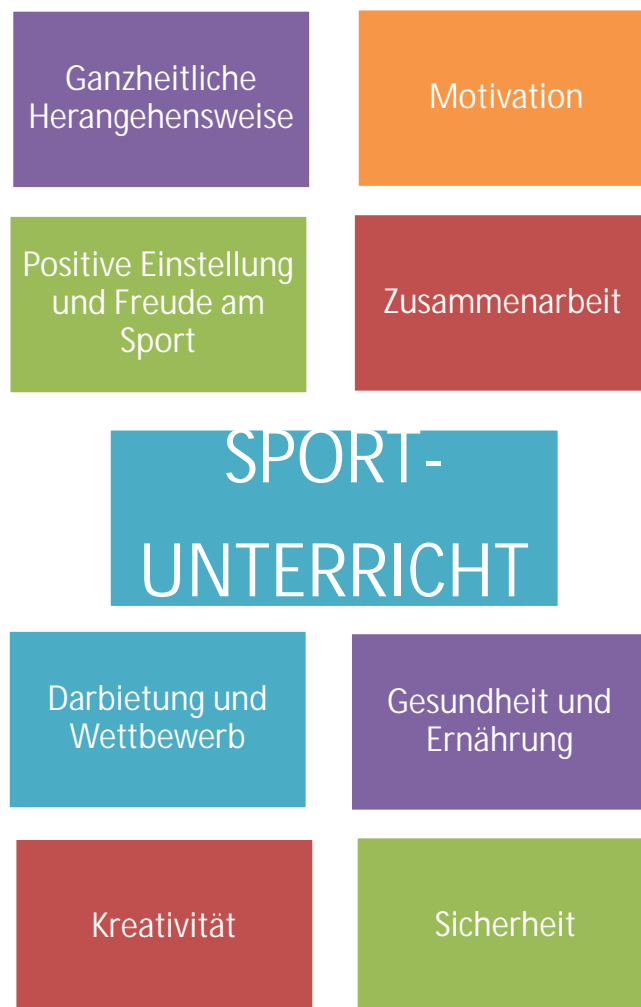 Ganzheitliche
Herangehensweise
Motivation
Positive Einstellung
und Freude am
Sport
Zusammenarbeit
SPORT-
UNTERRICHT
Darbietung und
Wettbewerb
Gesundheit und
Ernährung
Kreativität
Sicherheit